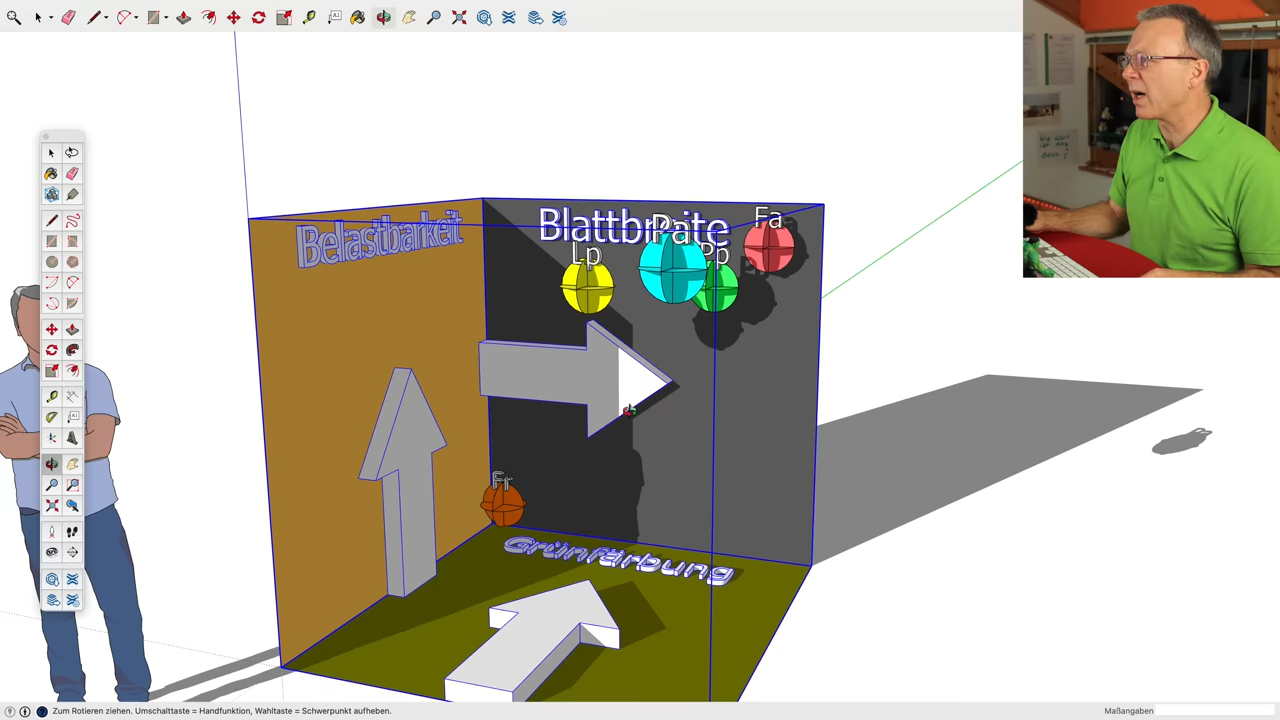 Belastbarkeit
Blattbreite
Fa
Lp
Pa
Pp
Fr
Grünfärbung
Zum Rotieren ziehen. Umschalttaste = Handfunktion, Wahltaste = Schwerpunkt aufheben.
Maßangaben